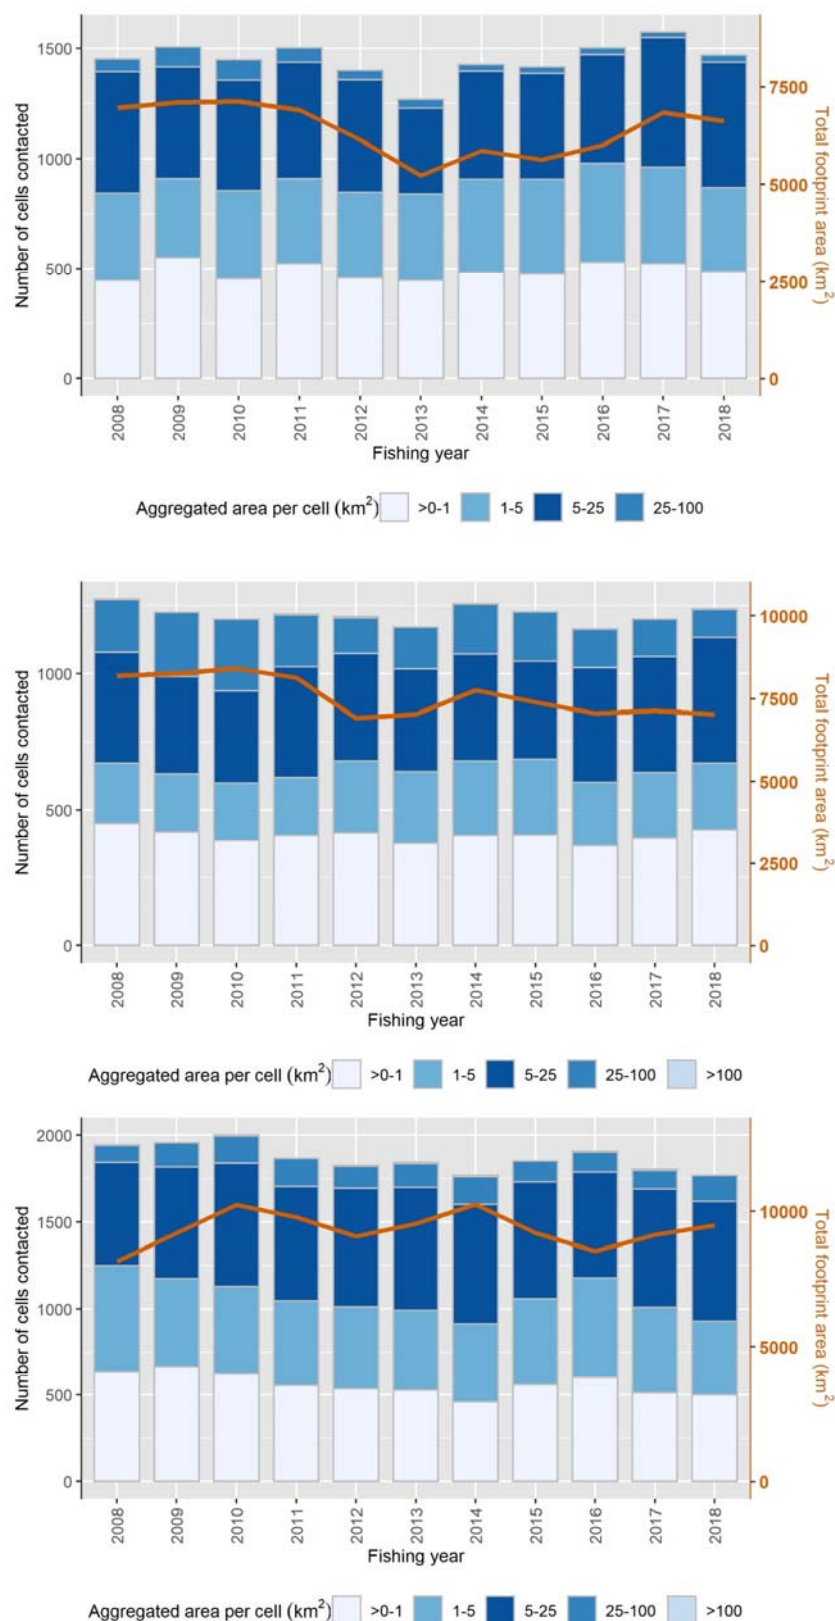 1500
1000
500
0
Number of cells contacted
7500
5000
2500
0
Total footprint area (km²)
2008 2009 2010 2011 2012 2013 2014 2015 2016 2017 2018
Fishing year
Aggregated area per cell (km²) >0-1 1-5 5-25 25-100
1000
500
0
Number of cells contacted
10000
7500
5000
2500
0
Total footprint area (km²)
2008 2009 2010 2011 2012 2013 2014 2015 2016 2017 2018
Fishing year
Aggregated area per cell (km²) >0-1 1-5 5-25 25-100 >100
2000
1500
1000
500
0
Number of cells contacted
10000
5000
0
Total footprint area (km²)
2008 2009 2010 2011 2012 2013 2014 2015 2016 2017 2018
Fishing year
Aggregated area per cell (km²) >0-1 1-5 5-25 25-100 >100